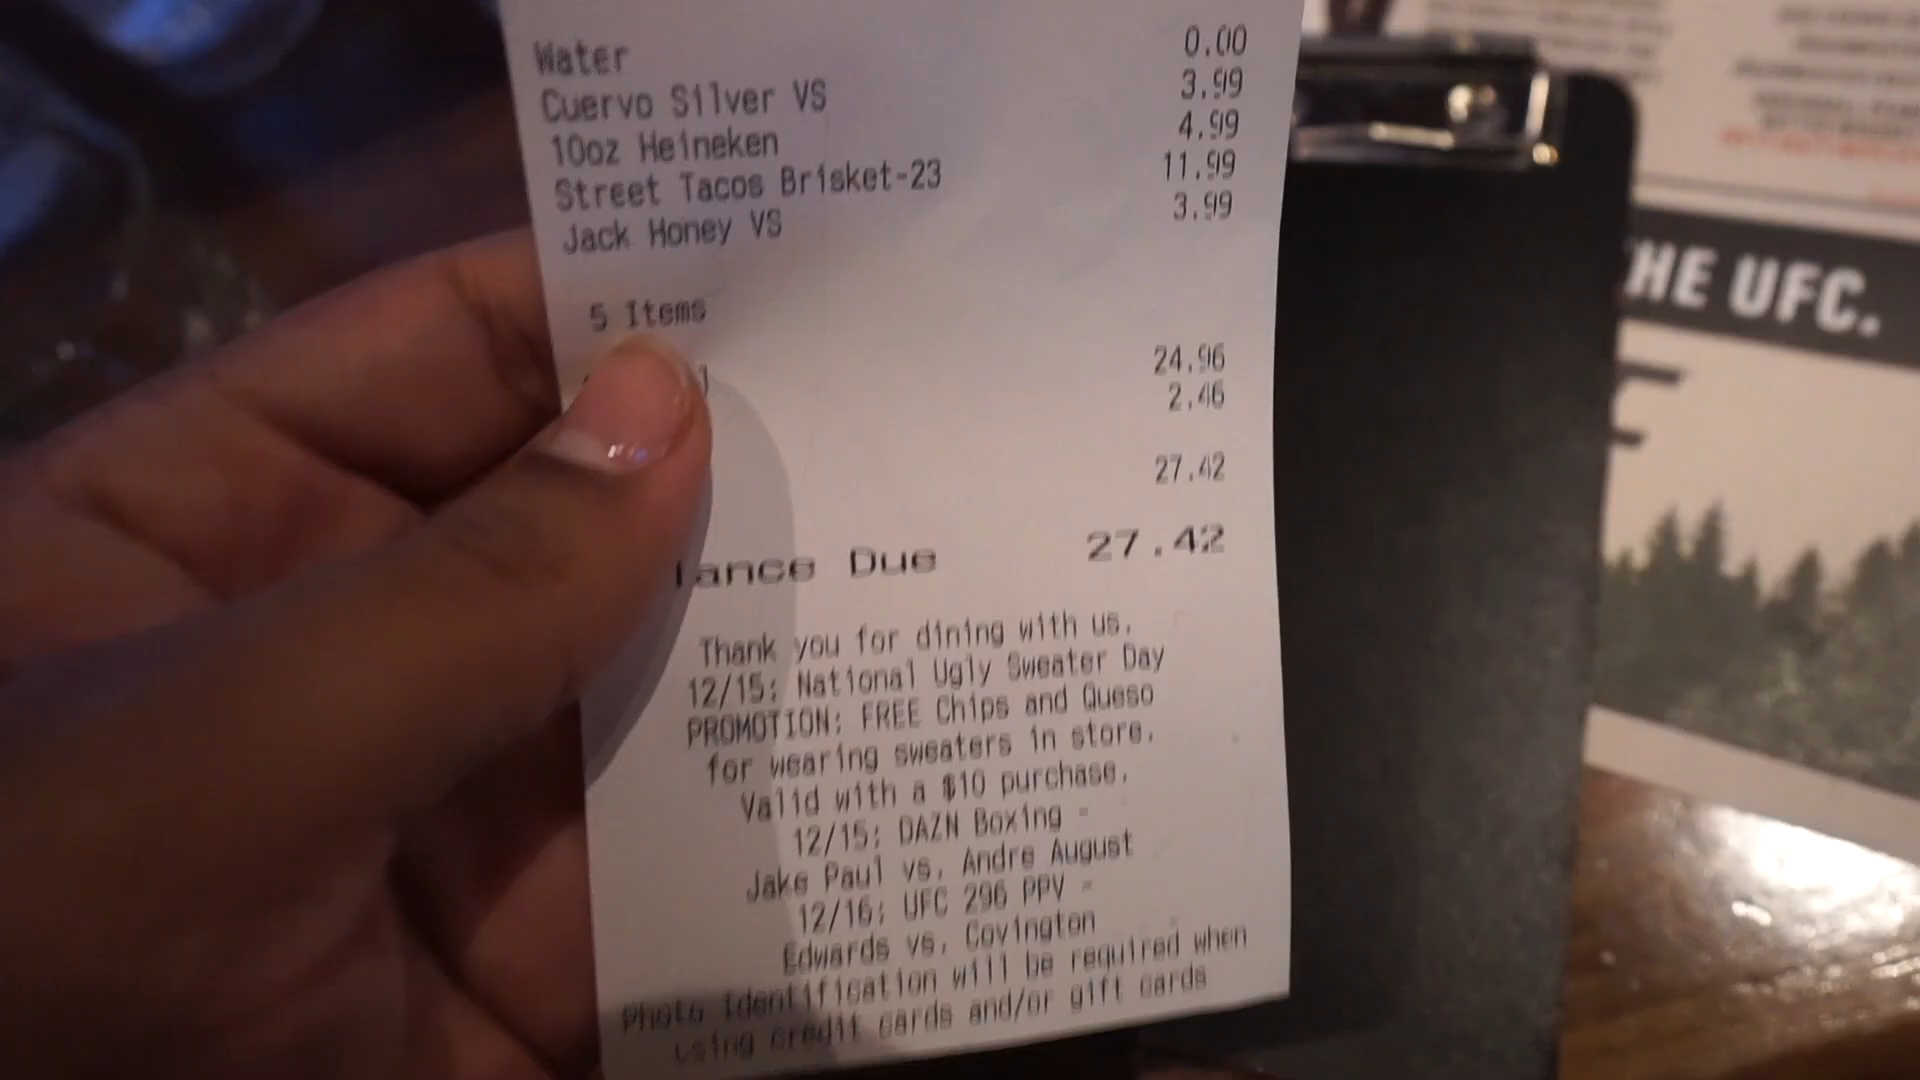 Water 0.00
Cuervo Silver VS 3.99
10oz Heineken 4.99
Street Tacos Brisket-23 11.99
Jack Honey VS 3.99
5 Items
24.96
2.46
27.42
lance Due 27.42
Thank you for dining with us.
12/15: National Ugly Sweater Day
PROMOTION: FREE Chips and Queso
for wearing sweaters in store.
Valid with a $10 purchase.
12/15: DAZN Boxing -
Jake Paul vs. Andre August
12/16: UFC 296 PPV -
Edwards vs. Covington
Photo Identification will be required when
using credit cards and/or gift cards
HE UFC.